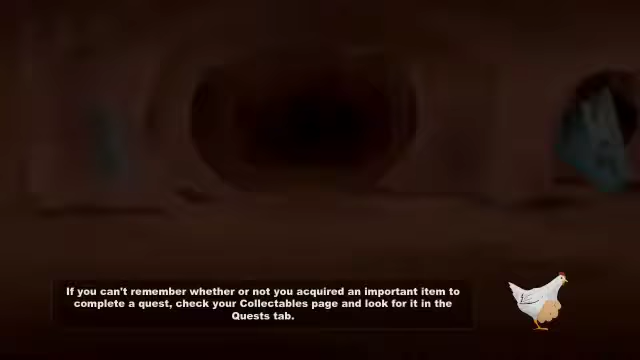 If you can't remember whether or not you acquired an important item to
complete a quest, check your Collectables page and look for it in the
Quests tab.